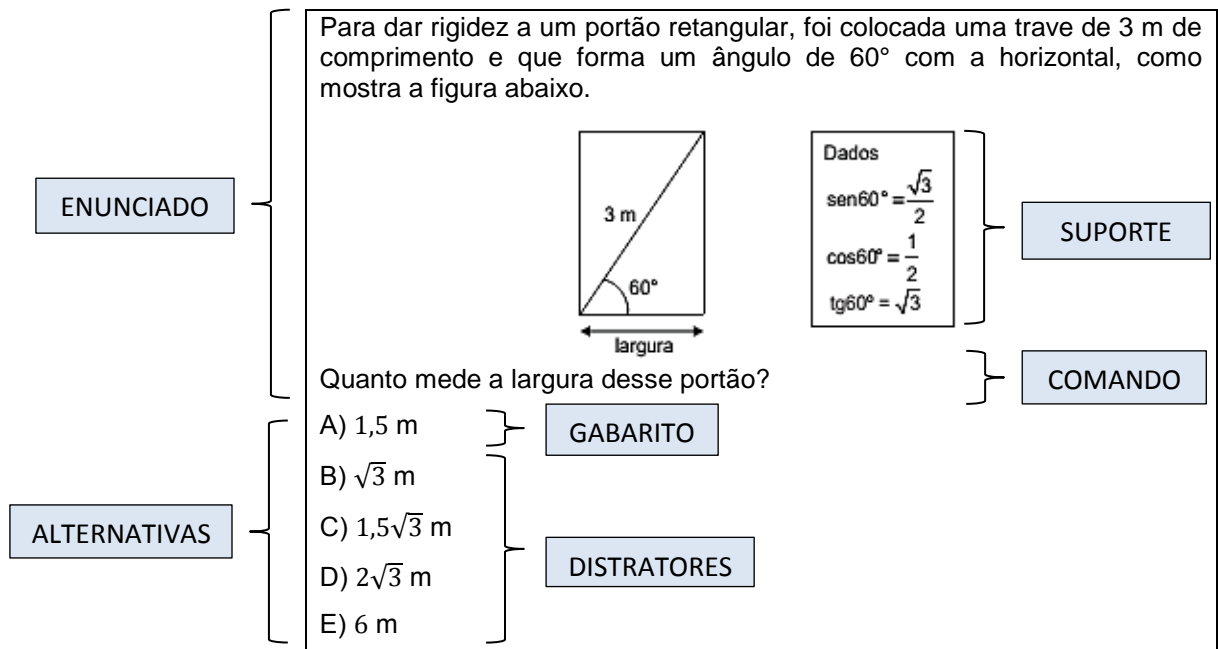 Para dar rigidez a um portão retangular, foi colocada uma trave de 3 m de
comprimento e que forma um ângulo de 60° com a horizontal, como
mostra a figura abaixo.
ENUNCIADO
3 m
60°
largura
Dados
sen60° = √3/2
cos60° = 1/2
tg60° = √3
SUPORTE
Quanto mede a largura desse portão?
COMANDO
ALTERNATIVAS
A) 1,5 m
GABARITO
B) √3 m
C) 1,5√3 m
D) 2√3 m
E) 6 m
DISTRATORES